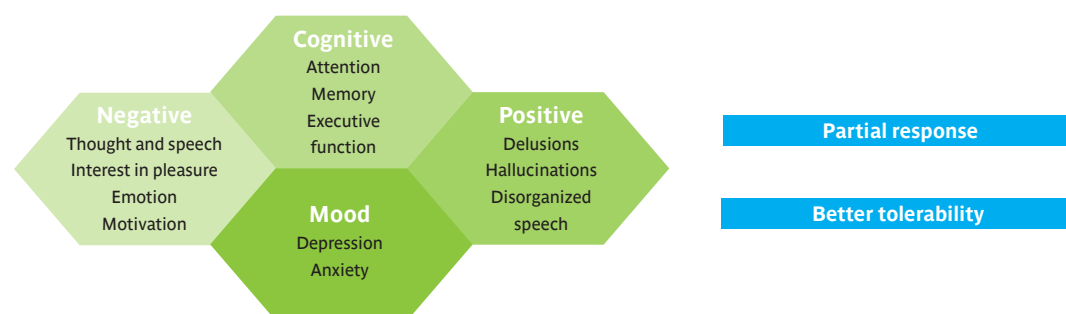 Cognitive
Attention
Memory
Executive
function
Negative
Thought and speech
Interest in pleasure
Emotion
Motivation
Positive
Delusions
Hallucinations
Disorganized
speech
Mood
Depression
Anxiety
Partial response
Better tolerability